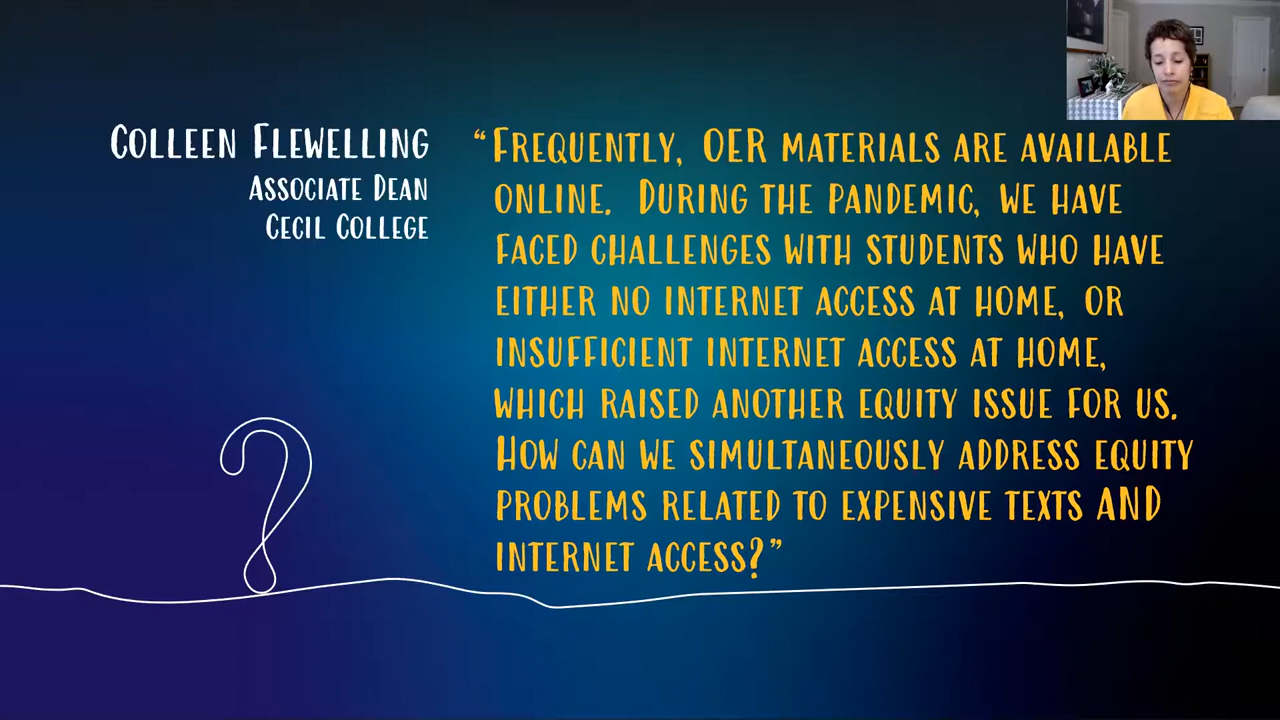 Colleen Flewelling
Associate Dean
Cecil College
“Frequently, OER materials are available
online. During the pandemic, we have
faced challenges with students who have
either no internet access at home, or
insufficient internet access at home,
which raised another equity issue for us.
How can we simultaneously address equity
problems related to expensive texts AND
internet access?”